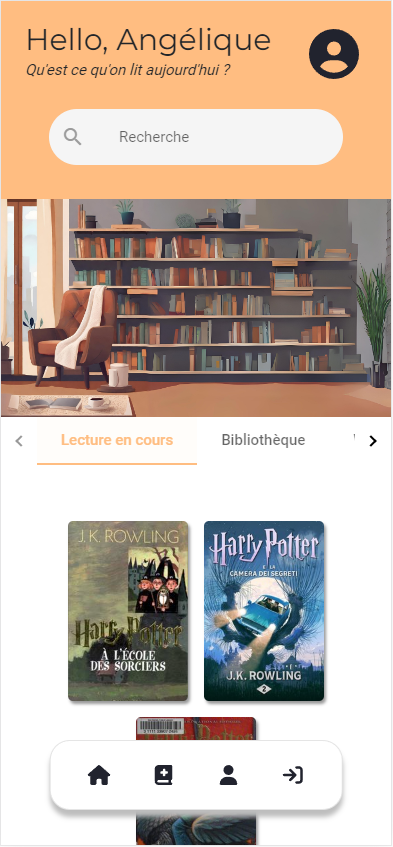 Hello, Angélique
Qu'est ce qu'on lit aujourd'hui ?
Recherche
Lecture en cours
Bibliothèque
J. K. ROWLING
Harry Potter
À L'ÉCOLE
DES SORCIERS
Harry Potter
E LA
CAMERA DEI SEGRETI
J.K. ROWLING
2